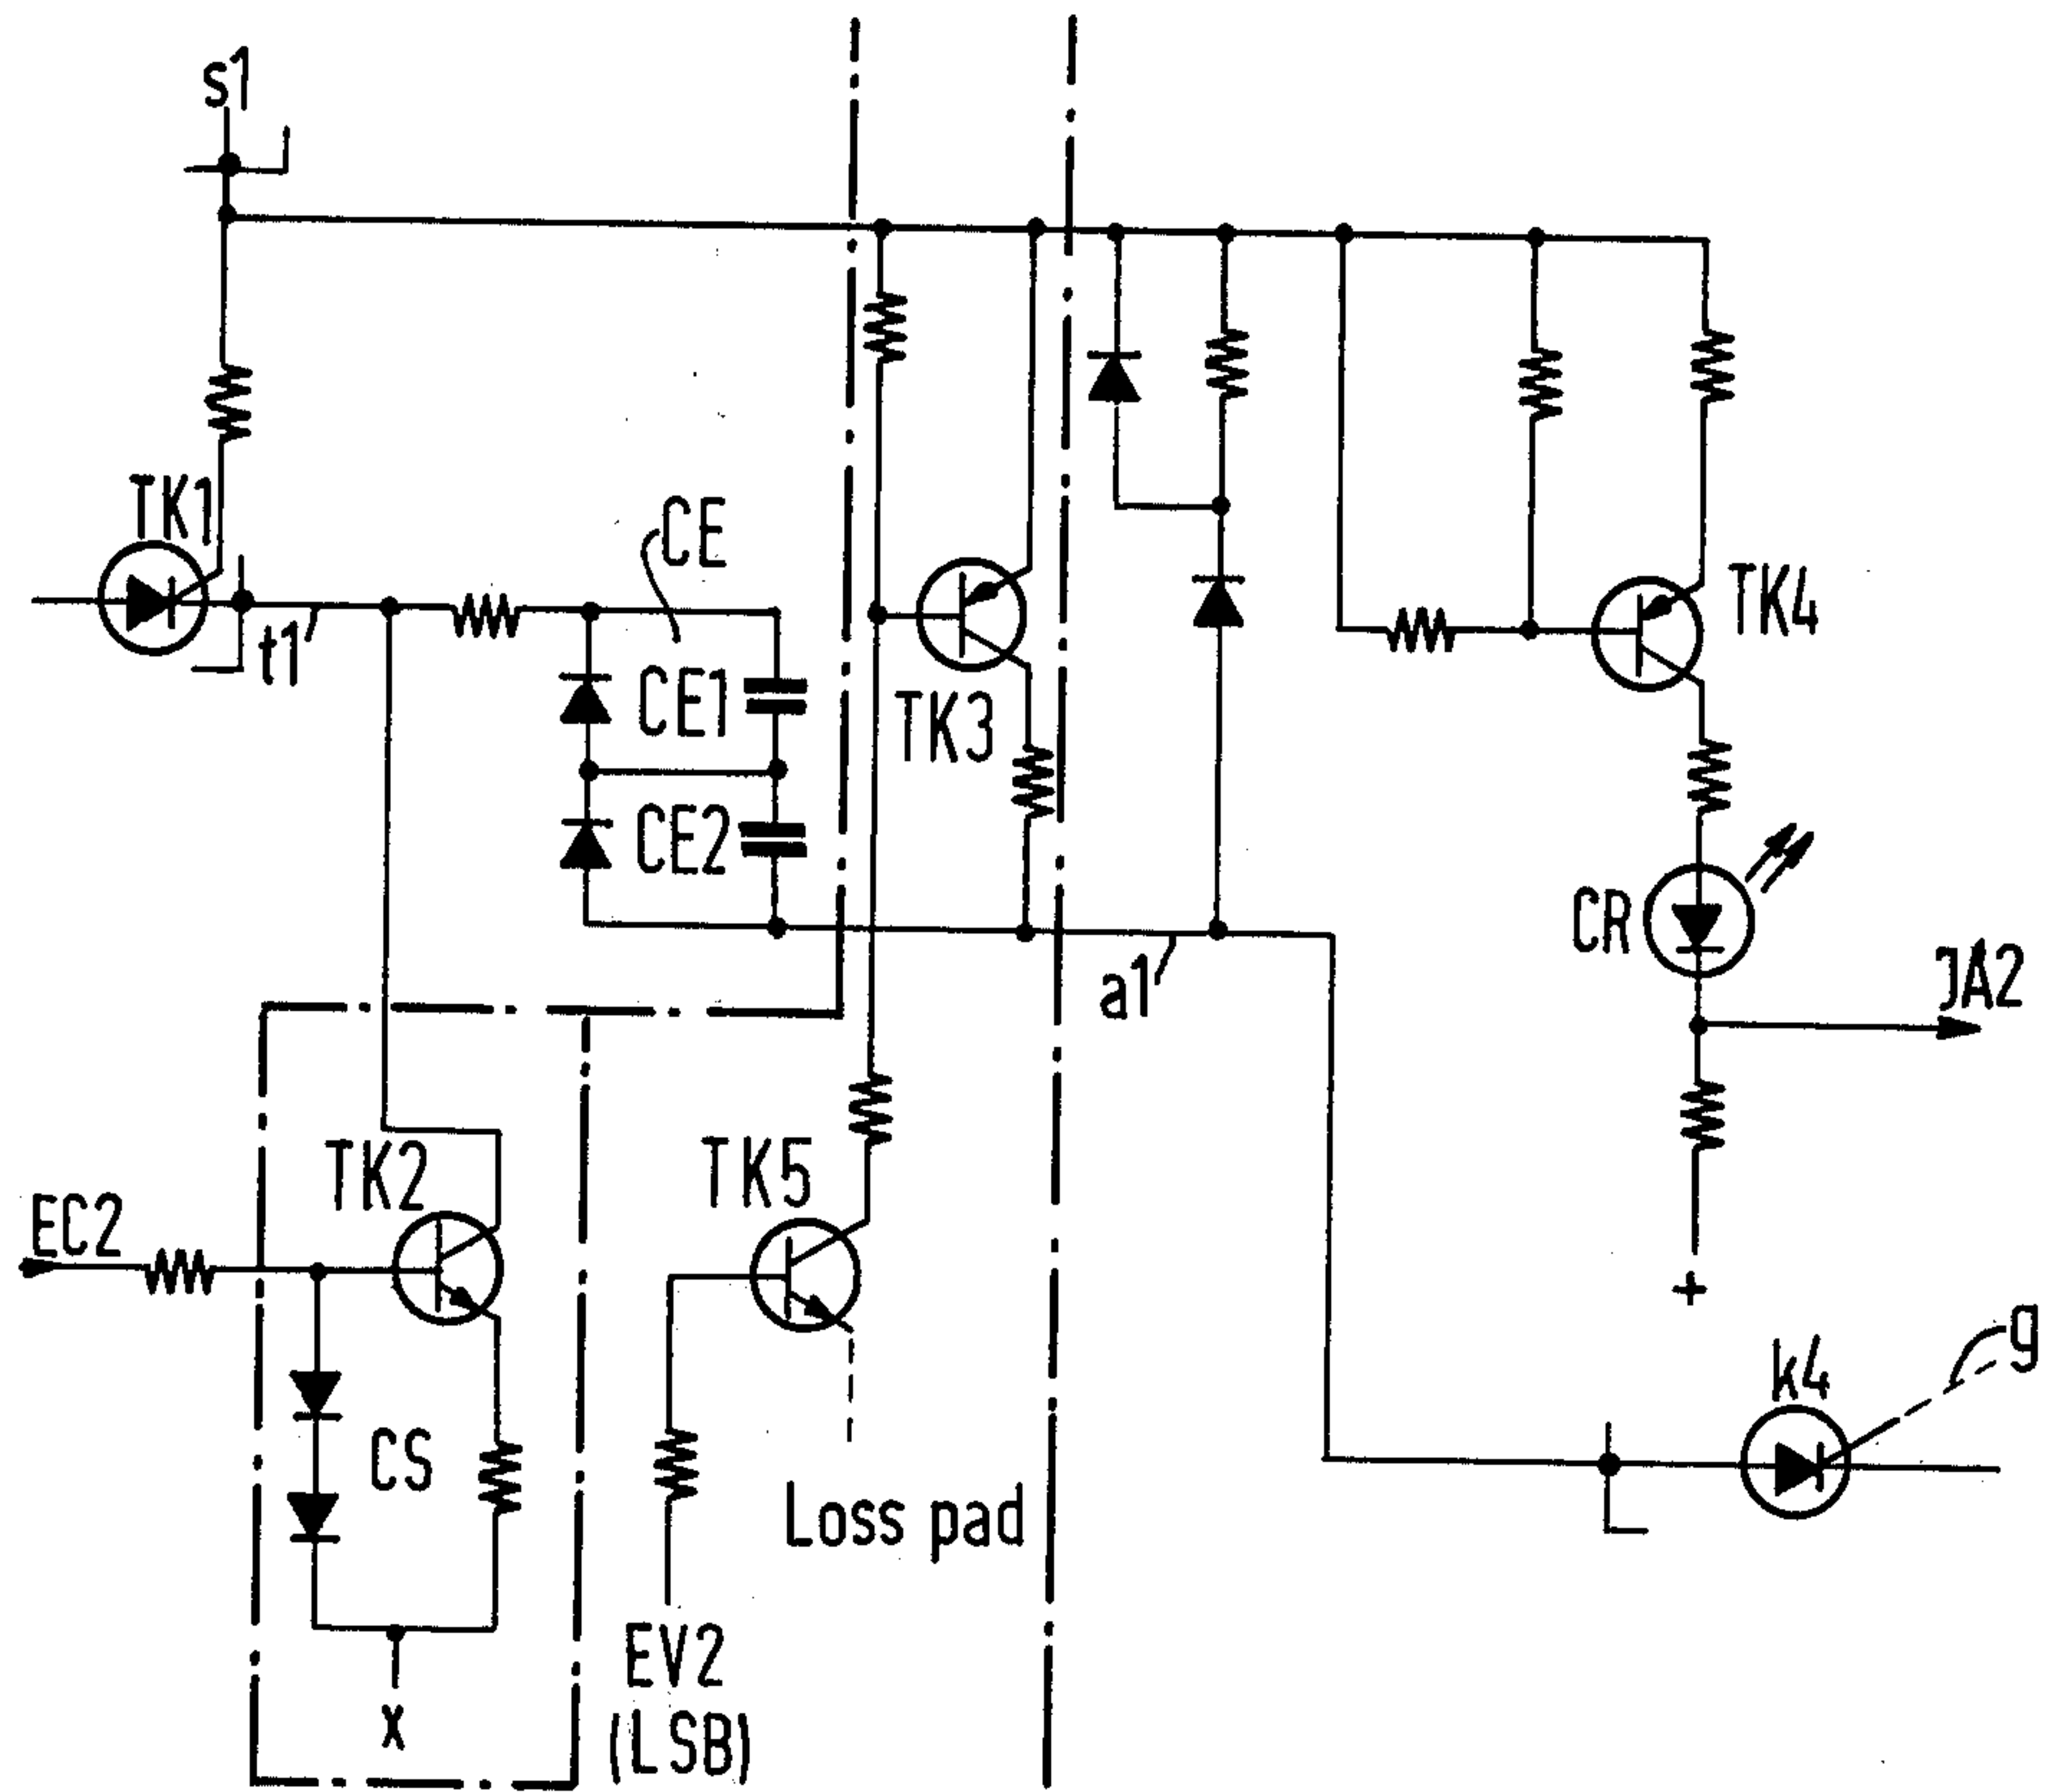 s1
TK1
CE
t1
CE1
TK3
TK4
CE2
CR
a1
JA2
TK2
TK5
EC2
+
k4
g
CS
Loss pad
EV2
(LSB)
x